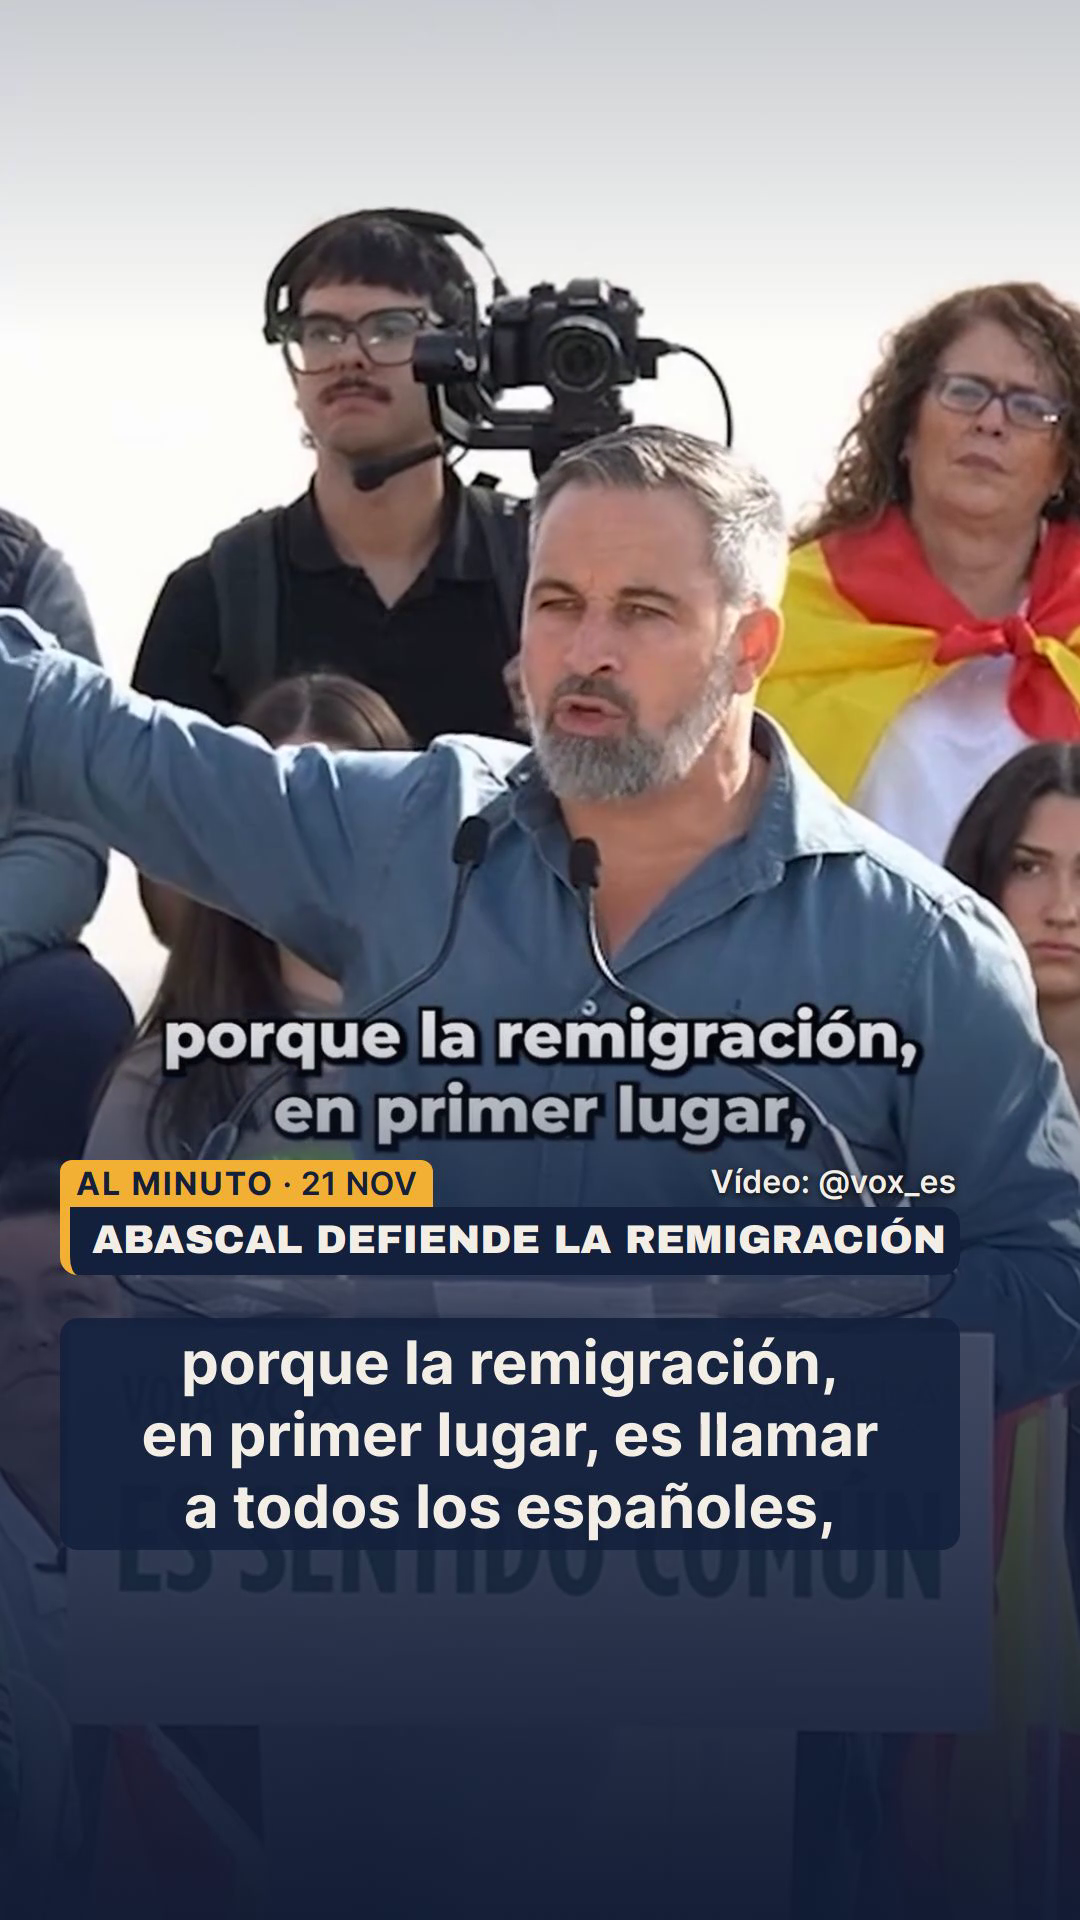 porque la remigración,
en primer lugar,
AL MINUTO · 21 NOV
Vídeo: @vox_es
ABASCAL DEFIENDE LA REMIGRACIÓN
porque la remigración,
en primer lugar, es llamar
a todos los españoles,
ES SENTIDO COMÚN